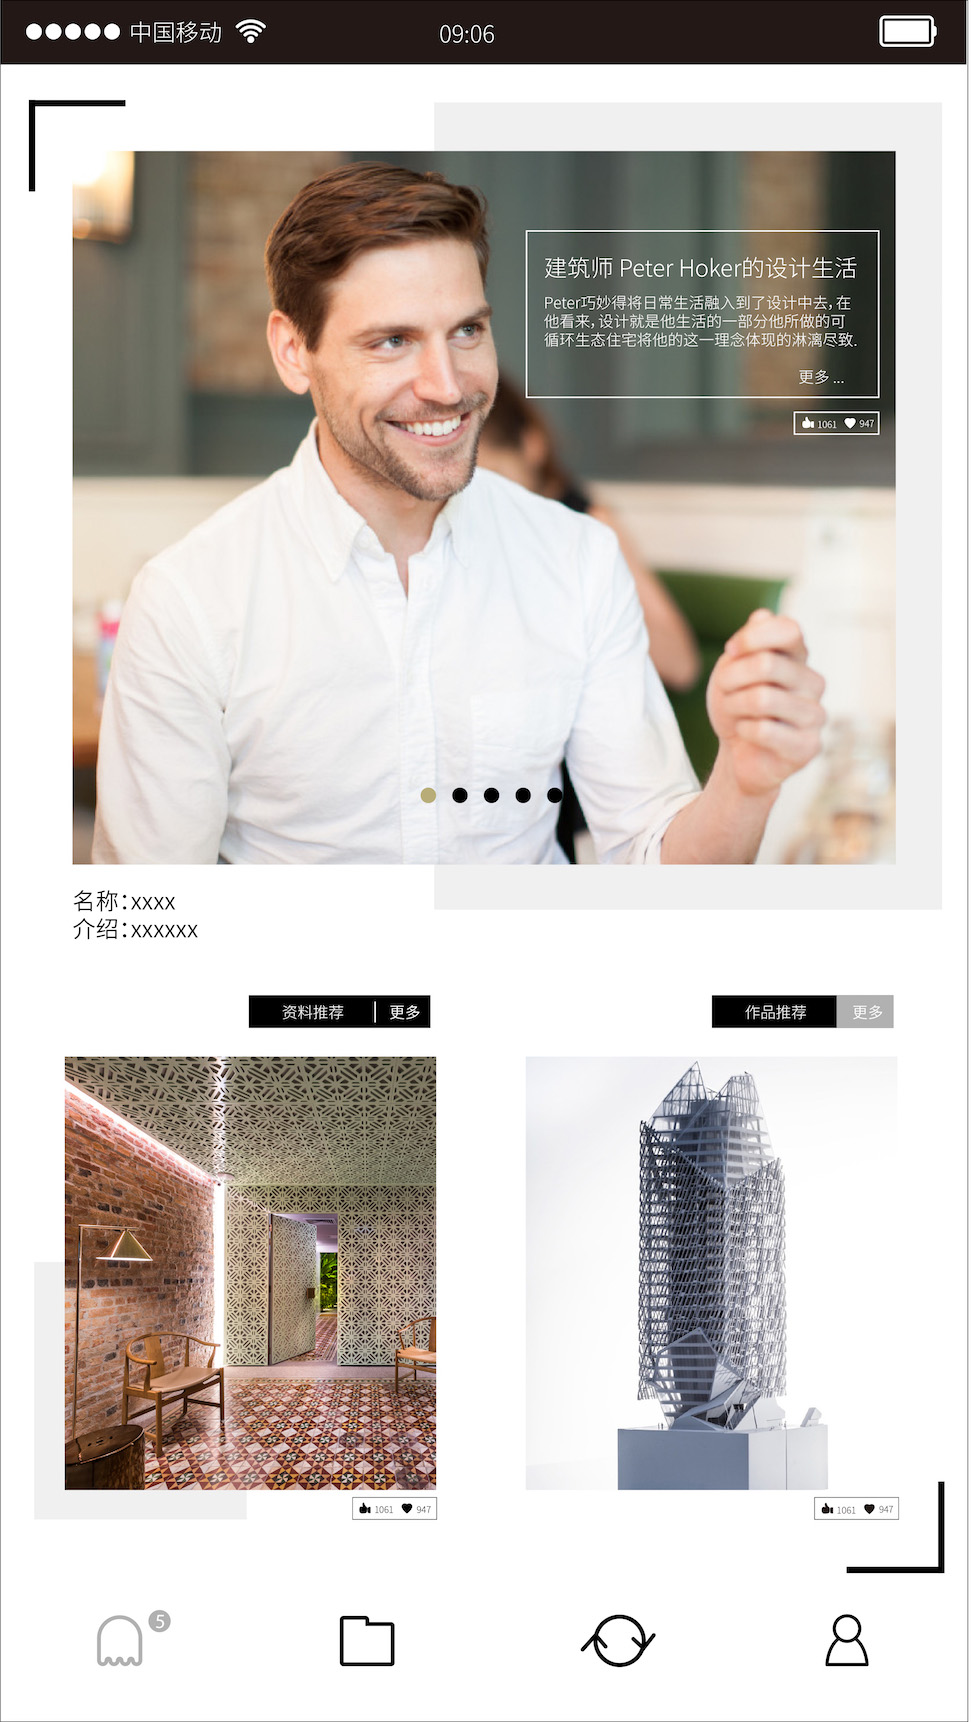 中国移动
09:06
建筑师 Peter Hoker的设计生活
Peter巧妙得将日常生活融入到了设计中去,在
他看来,设计就是他生活的一部分他所做的可
循环生态住宅将他的这一理念体现的淋漓尽致.
更多 ...
1061 947
名称:xxxx
介绍:xxxxxx
资料推荐 更多
作品推荐 更多
1061 947
1061 947
5